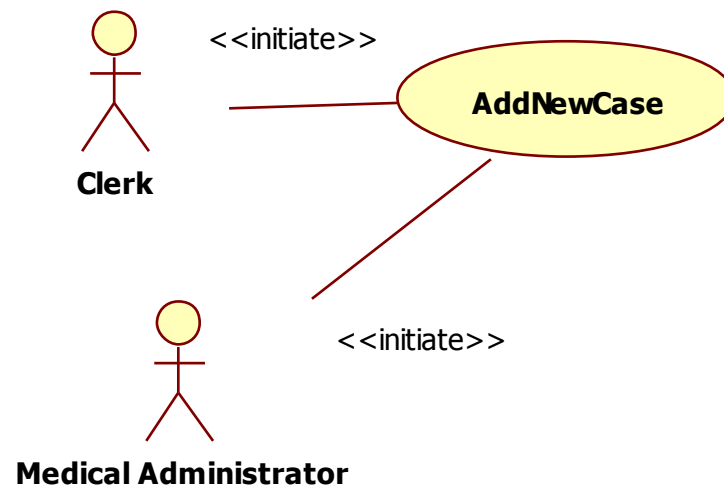 <<initiate>>
AddNewCase
Clerk
<<initiate>>
Medical Administrator